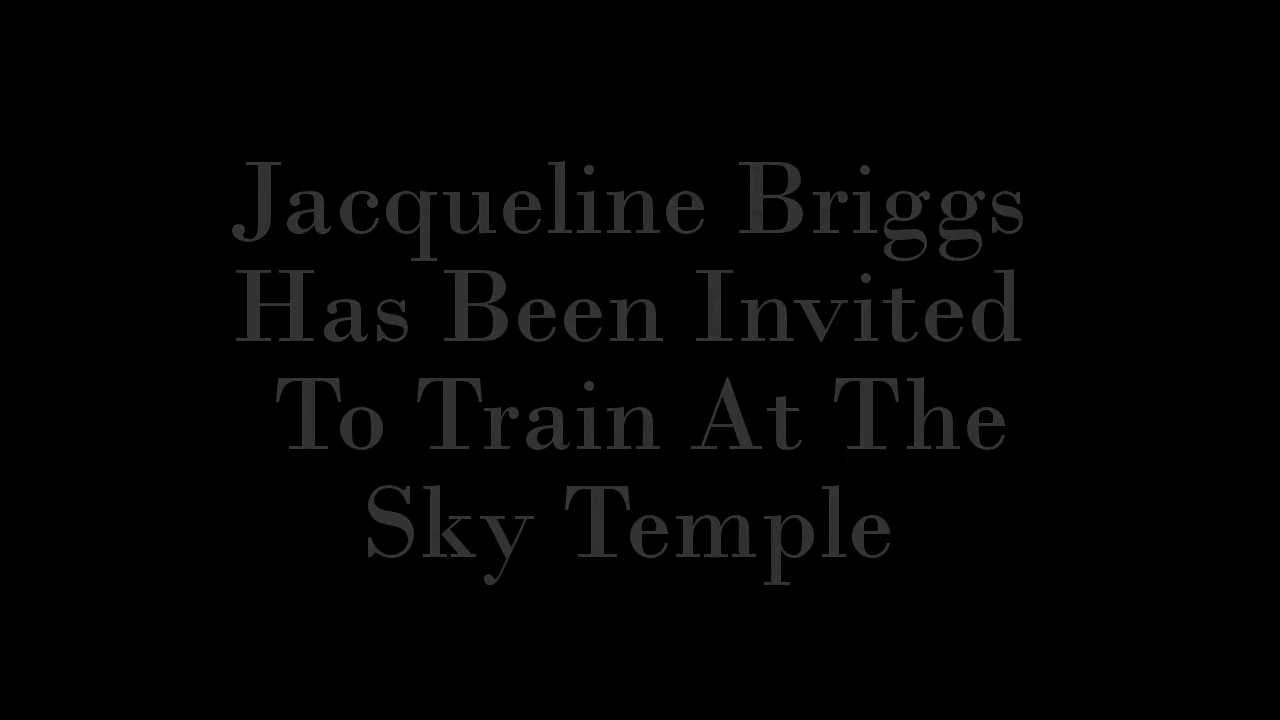 Jacqueline Briggs
Has Been Invited
To Train At The
Sky Temple